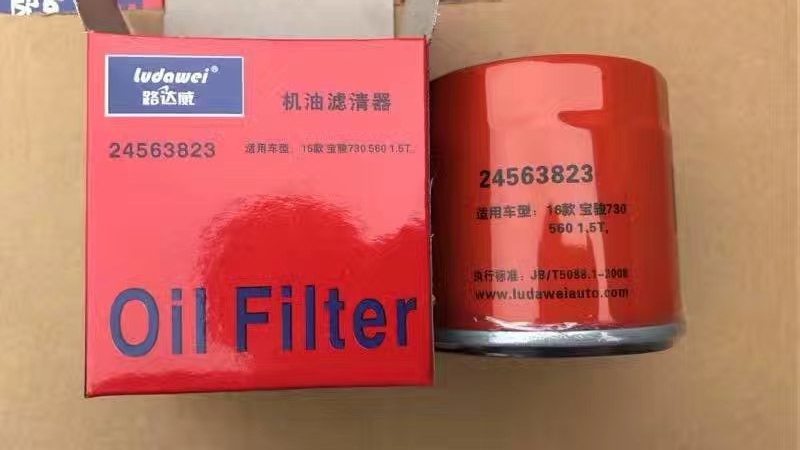 ludawei
路达威
机油滤清器
24563823
适用车型：15款 宝骏730 560 1.5T.
Oil Filter
24563823
适用车型：16款 宝骏730
560 1.5T.
执行标准：JB/T5088.1-2008
www.ludaweiauto.com